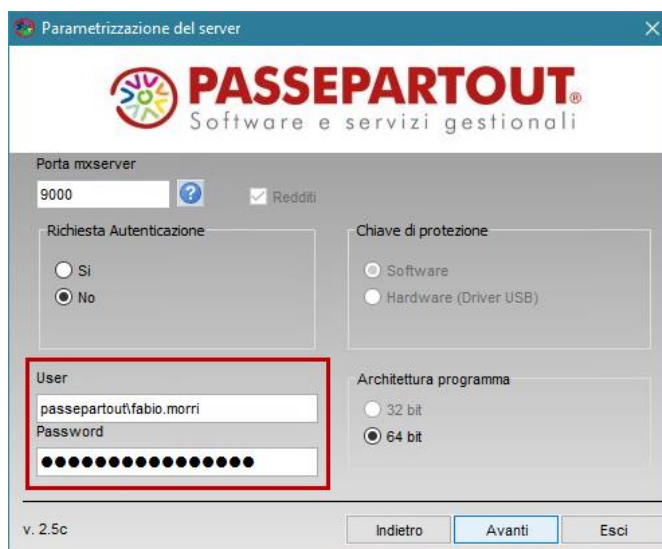 Parametrizzazione del server
PASSEPARTOUT®
Software e servizi gestionali
Porta mxserver
9000
?
Redditi
Richiesta Autenticazione
Si
No
Chiave di protezione
Software
Hardware (Driver USB)
User
passepartout\fabio.morri
Password
●●●●●●●●●●●●●●●●
Architettura programma
32 bit
64 bit
v. 2.5c
Indietro
Avanti
Esci